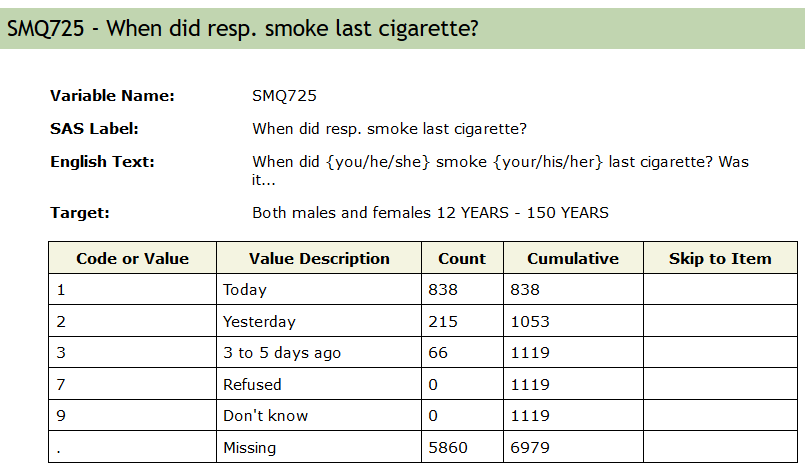 SMQ725 - When did resp. smoke last cigarette?
Variable Name: SMQ725
SAS Label: When did resp. smoke last cigarette?
English Text: When did {you/he/she} smoke {your/his/her} last cigarette? Was
it...
Target: Both males and females 12 YEARS - 150 YEARS
Code or Value Value Description Count Cumulative Skip to Item
1 Today 838 838
2 Yesterday 215 1053
3 3 to 5 days ago 66 1119
7 Refused 0 1119
9 Don't know 0 1119
. Missing 5860 6979